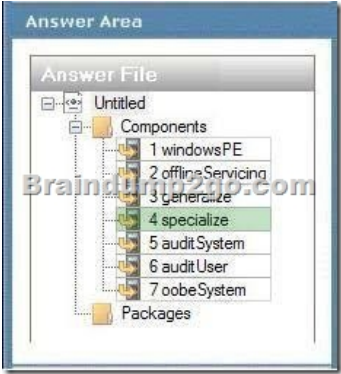 Answer Area
Answer File
Untitled
Components
1 windowsPE
2 offlineServicing
Braindump2go.com
3 generalize
4 specialize
5 auditSystem
6 auditUser
7 oobeSystem
Packages